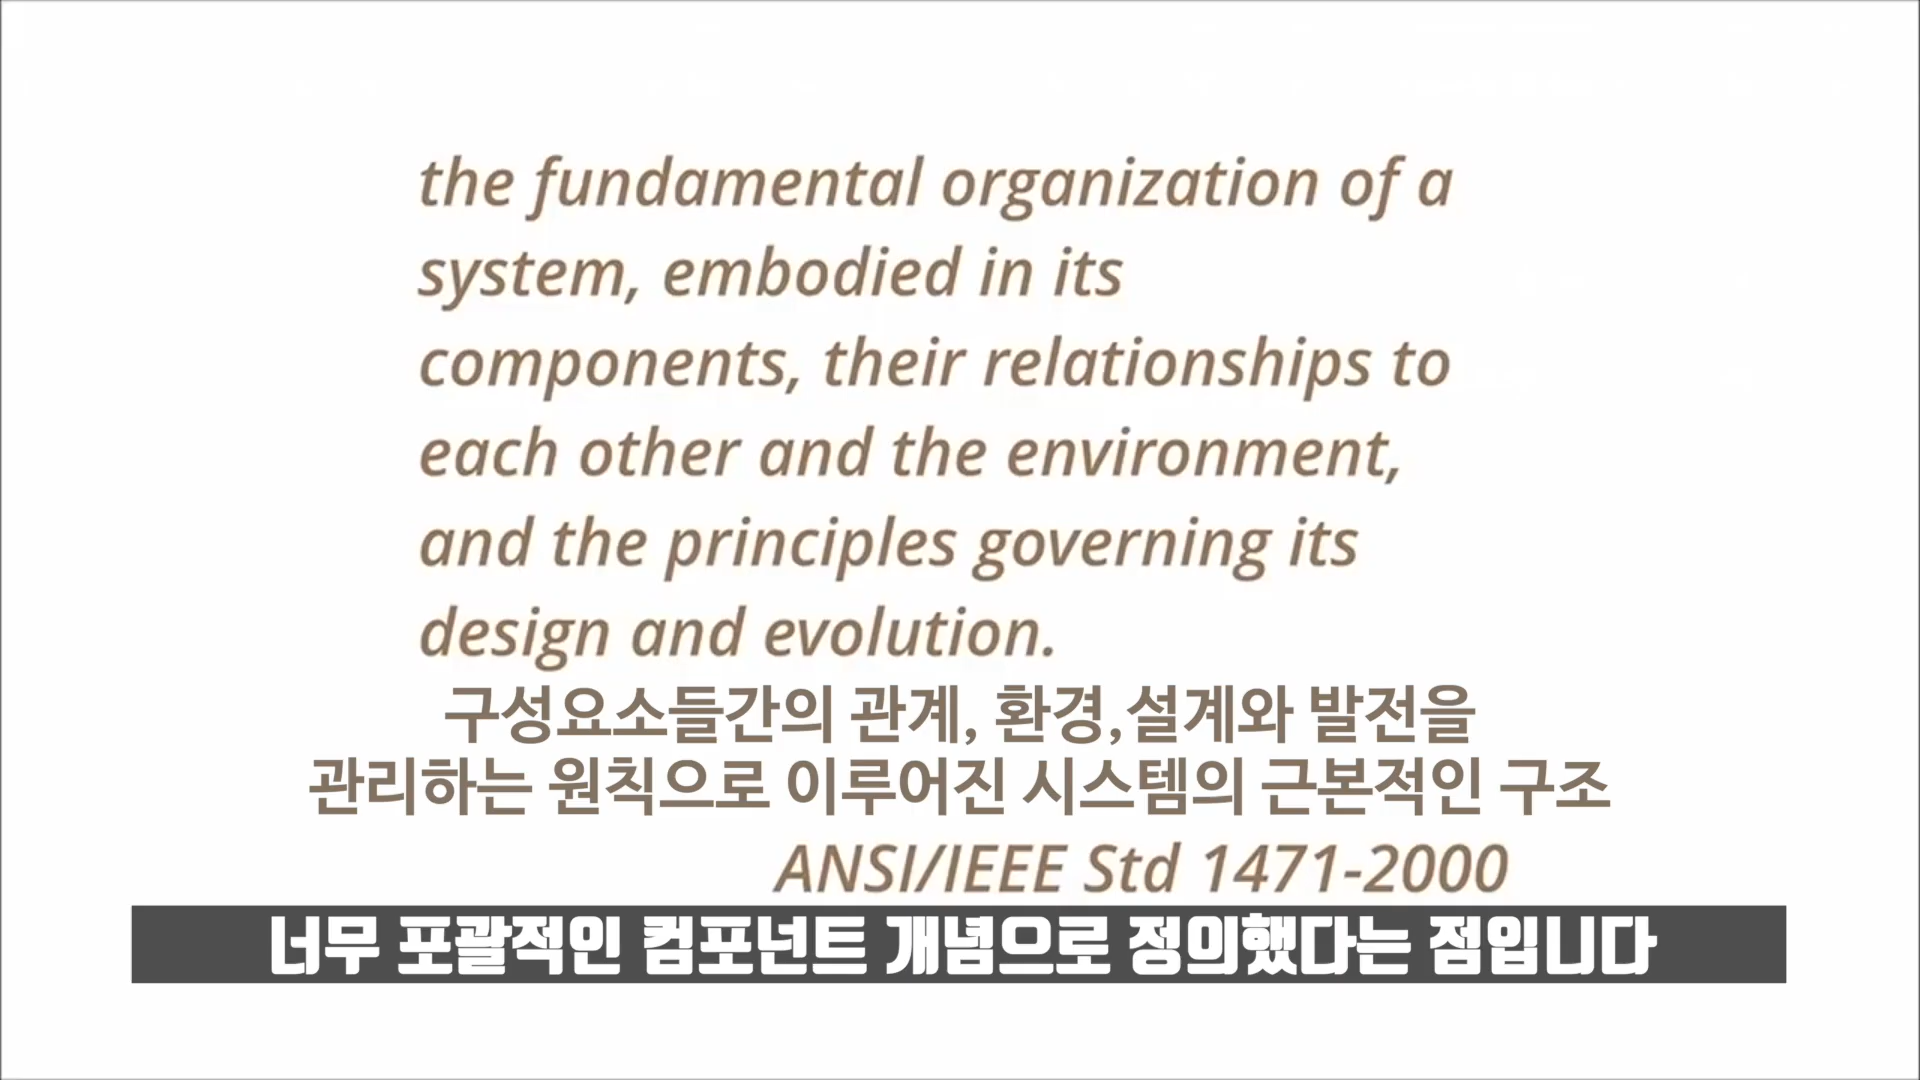 the fundamental organization of a
system, embodied in its
components, their relationships to
each other and the environment,
and the principles governing its
design and evolution.
구성요소들간의 관계, 환경,설계와 발전을
관리하는 원칙으로 이루어진 시스템의 근본적인 구조
ANSI/IEEE Std 1471-2000
너무 포괄적인 컴포넌트 개념으로 정의했다는 점입니다